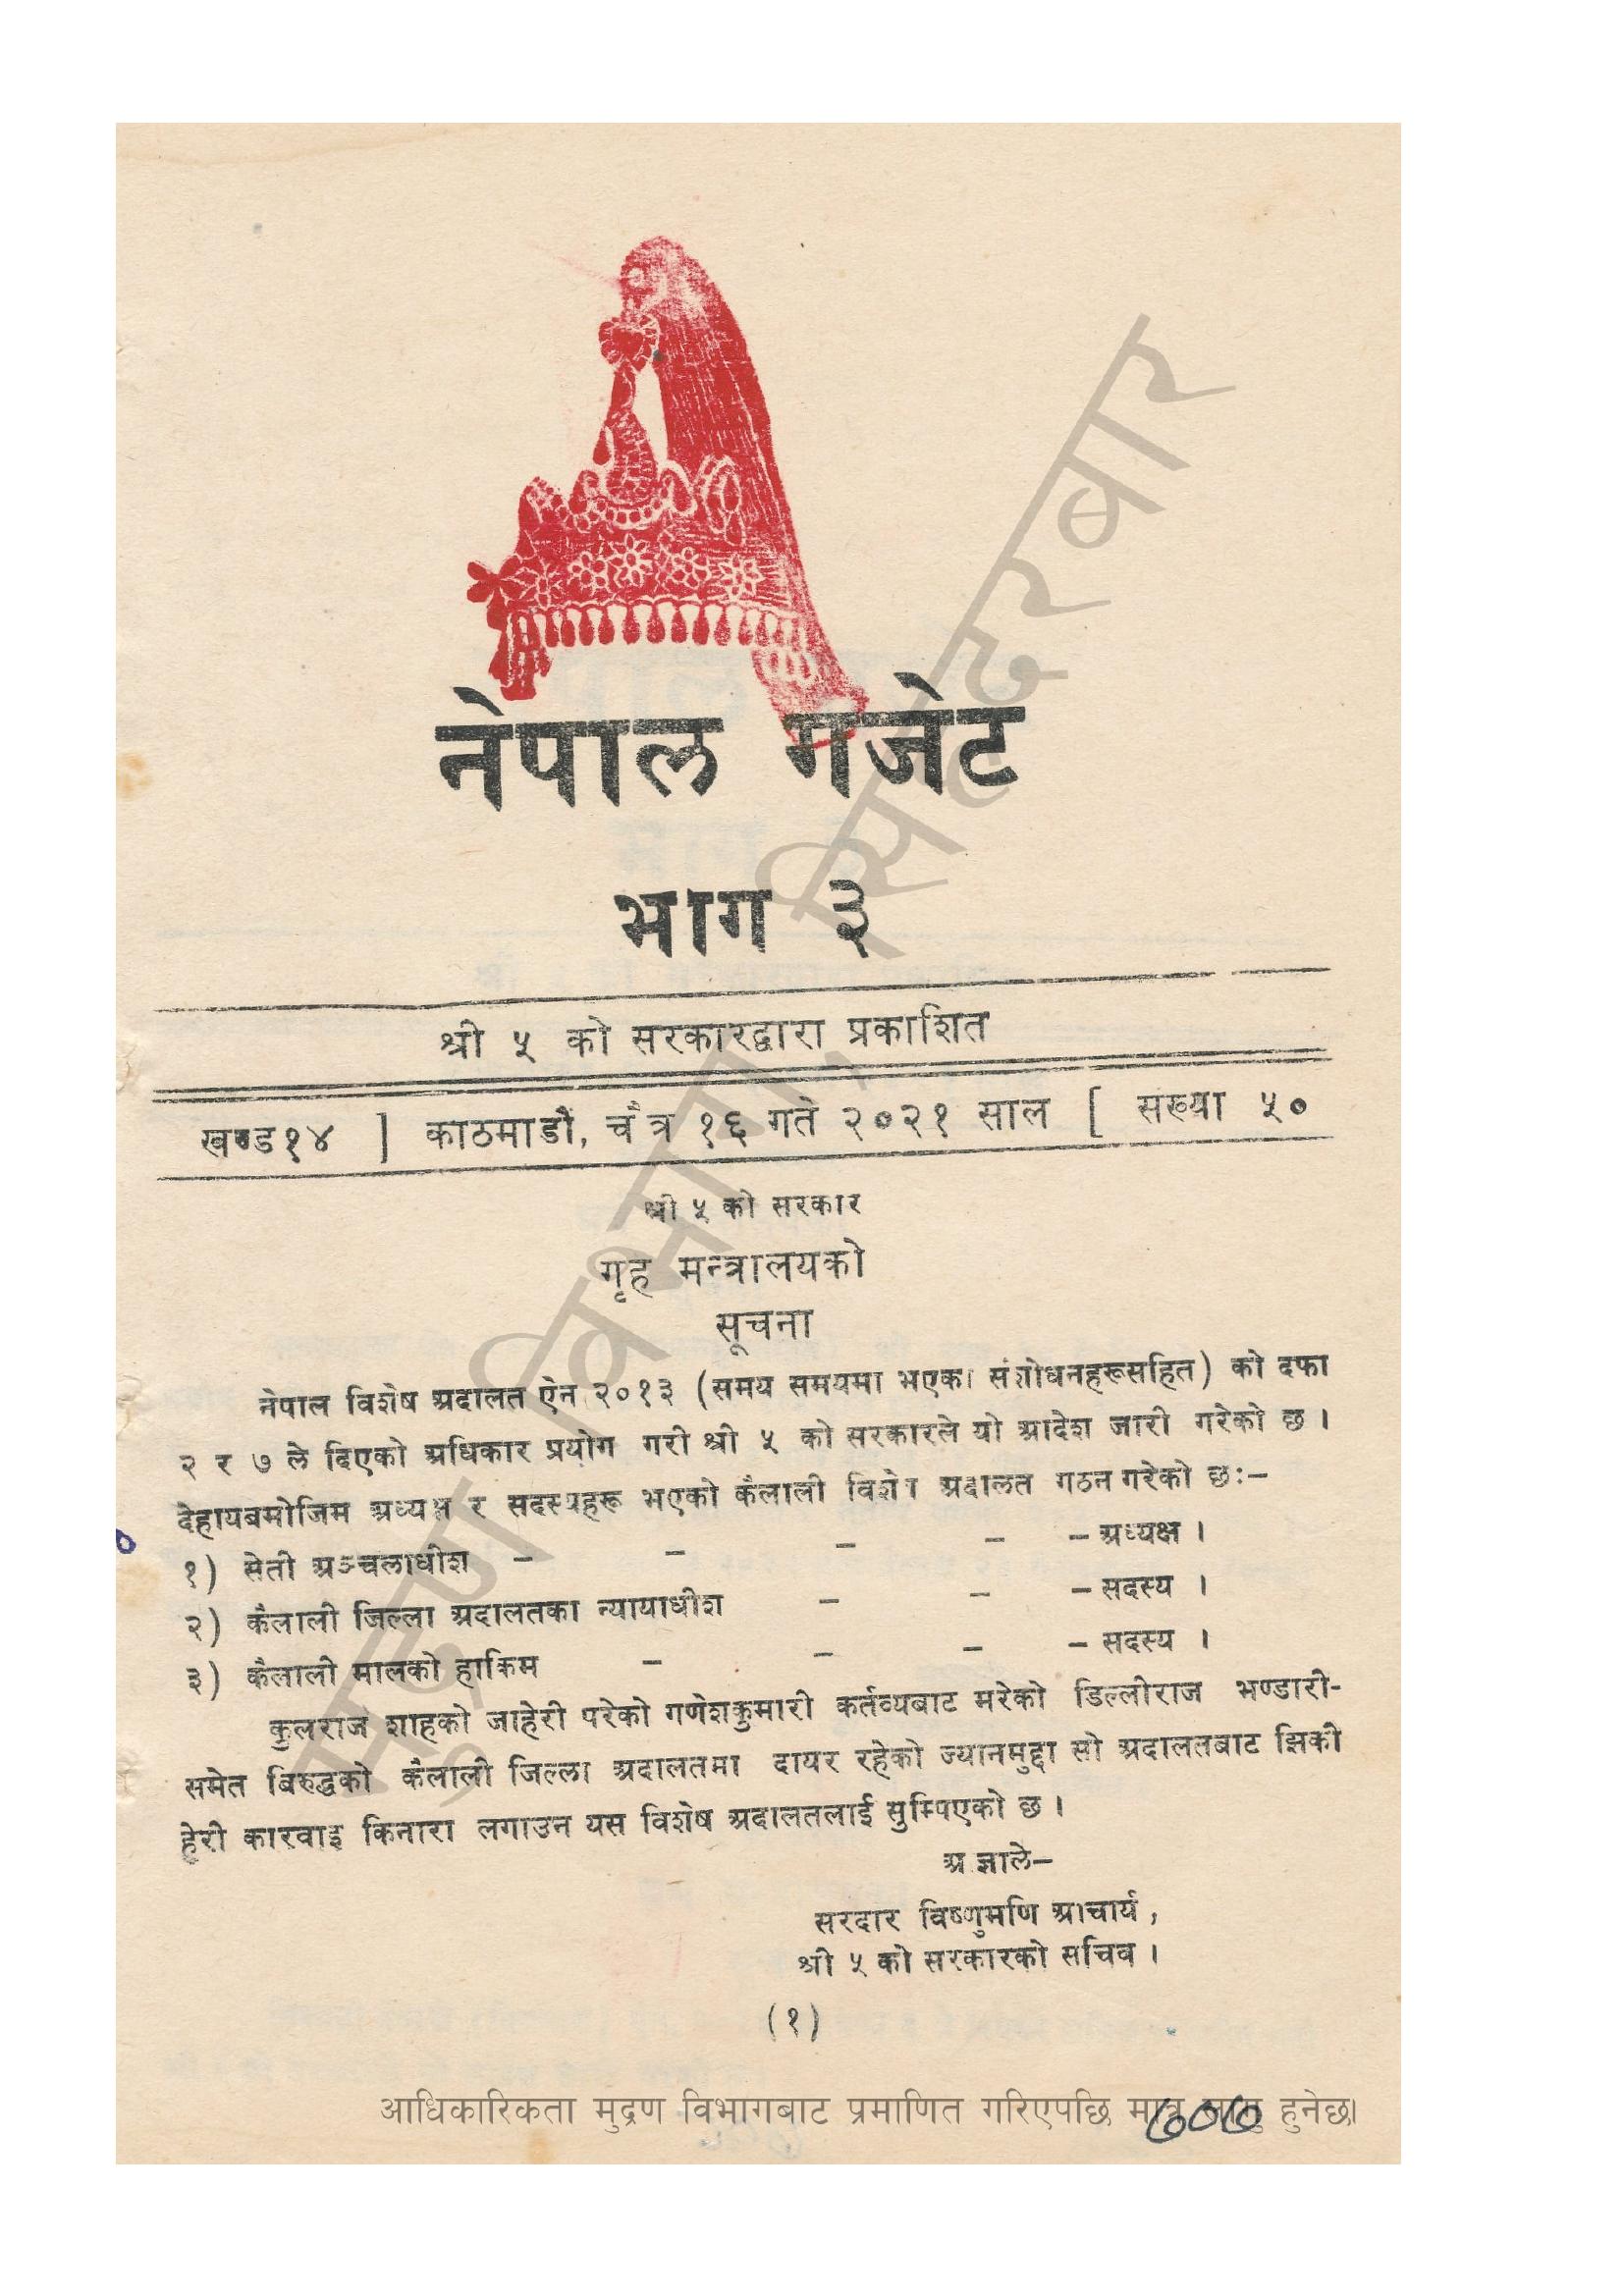 नेपाल गजेट
भाग ३
श्री ५ को सरकारद्वारा प्रकाशित
खण्ड१४ ] काठमाडौं, चैत्र १६ गते २०२१ साल [ सख्या ५०
श्री ५ को सरकार
गृह मन्त्रालयको
सूचना
नेपाल विशेष अदालत ऐन २०१३ (समय समयमा भएका संशोधनहरूसहित) को दफा
२ र ७ ले दिएको अधिकार प्रयोग गरी श्री ५ को सरकारले यो आदेश जारी गरेको छ ।
देहायबमोजिम अध्यक्ष र सदस्यहरू भएको कैलाली विशेष अदालत गठन गरेको छः–
१) सेती अञ्चलाधीश – – – – – अध्यक्ष ।
२) कैलाली जिल्ला अदालतका न्यायाधीश – – – सदस्य ।
३) कैलाली मालको हाकिम – – – – सदस्य ।
कुलराज शाहको जाहेरी परेको गणेशकुमारी कर्तव्यबाट मरेको डिल्लीराज भण्डारी-
समेत बिरुद्धको कैलाली जिल्ला अदालतमा दायर रहेको ज्यानमुद्दा सो अदालतबाट झिकी
हेरी कारवाइ किनारा लगाउन यस विशेष अदालतलाई सुम्पिएको छ ।
अज्ञाले–
सरदार विष्णुमणि आचार्य,
श्री ५ को सरकारको सचिव ।
(१)
आधिकारिकता मुद्रण विभागबाट प्रमाणित गरिएपछि मात्र लागु हुनेछ।
७०७
मुद्रण विभाग, सिंहदरबार